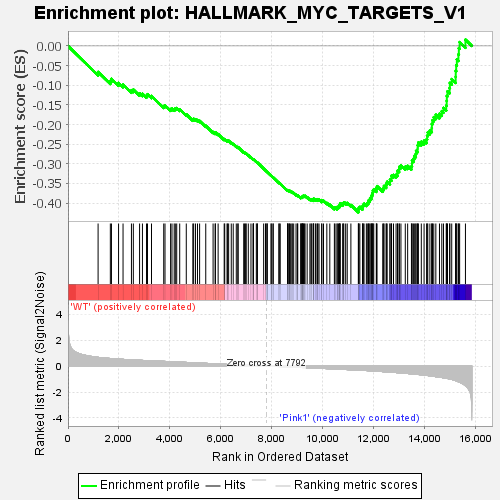 Enrichment plot: HALLMARK_MYC_TARGETS_V1
Enrichment score (ES)
0.00
-0.05
-0.10
-0.15
-0.20
-0.25
-0.30
-0.35
-0.40
'WT' (positively correlated)
Ranked list metric (Signal2Noise)
4
2
0
-2
-4
Zero cross at 7792
'Pink1' (negatively correlated)
0
2,000
4,000
6,000
8,000
10,000
12,000
14,000
16,000
Rank in Ordered Dataset
Enrichment profile
Hits
Ranking metric scores